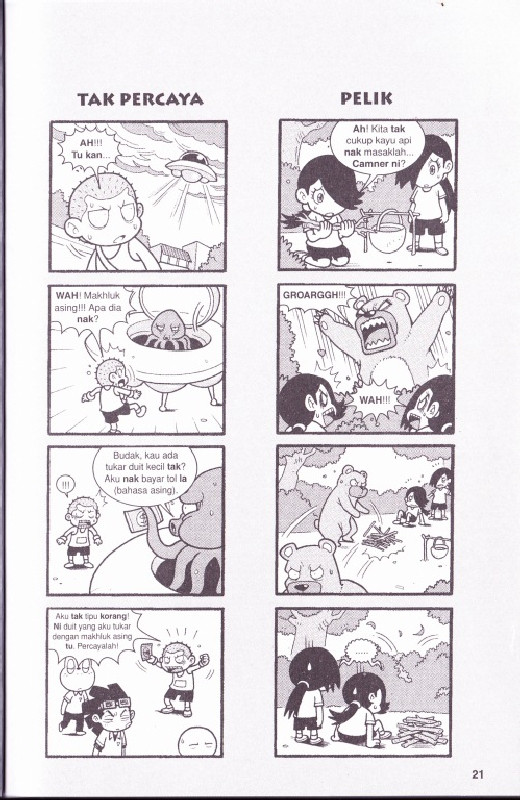 TAK PERCAYA
AH!!!
Tu kan...
WAH! Makhluk
asing!!! Apa dia
nak?
!!!
Budak, kau ada
tukar duit kecil tak?
Aku nak bayar tol la
(bahasa asing).
Aku tak tipu korang!
Ni duit yang aku tukar
dengan makhluk asing
tu. Percayalah!
PELIK
Ah! Kita tak
cukup kayu api
nak masaklah...
Camner ni?
GROARGGH!!!
WAH!!!
......
21